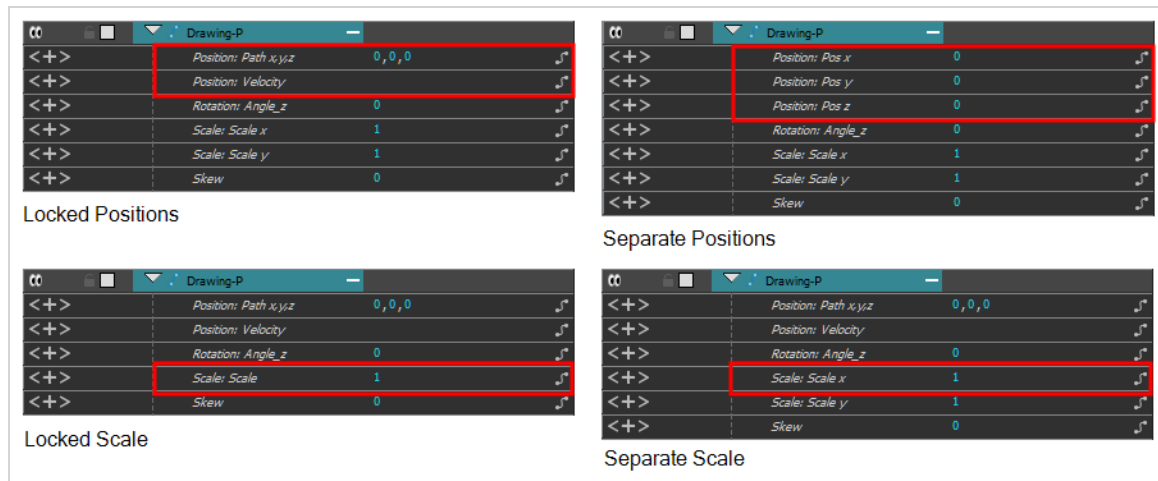 Drawing-P
Position: Path x,y,z 0,0,0
Position: Velocity
Rotation: Angle_z 0
Scale: Scale x 1
Scale: Scale y 1
Skew 0
Locked Positions
Drawing-P
Position: Pos x 0
Position: Pos y 0
Position: Pos z 0
Rotation: Angle_z 0
Scale: Scale x 1
Scale: Scale y 1
Skew 0
Separate Positions
Drawing-P
Position: Path x,y,z 0,0,0
Position: Velocity
Rotation: Angle_z 0
Scale: Scale 1
Skew 0
Locked Scale
Drawing-P
Position: Path x,y,z 0,0,0
Position: Velocity
Rotation: Angle_z 0
Scale: Scale x 1
Scale: Scale y 1
Skew 0
Separate Scale